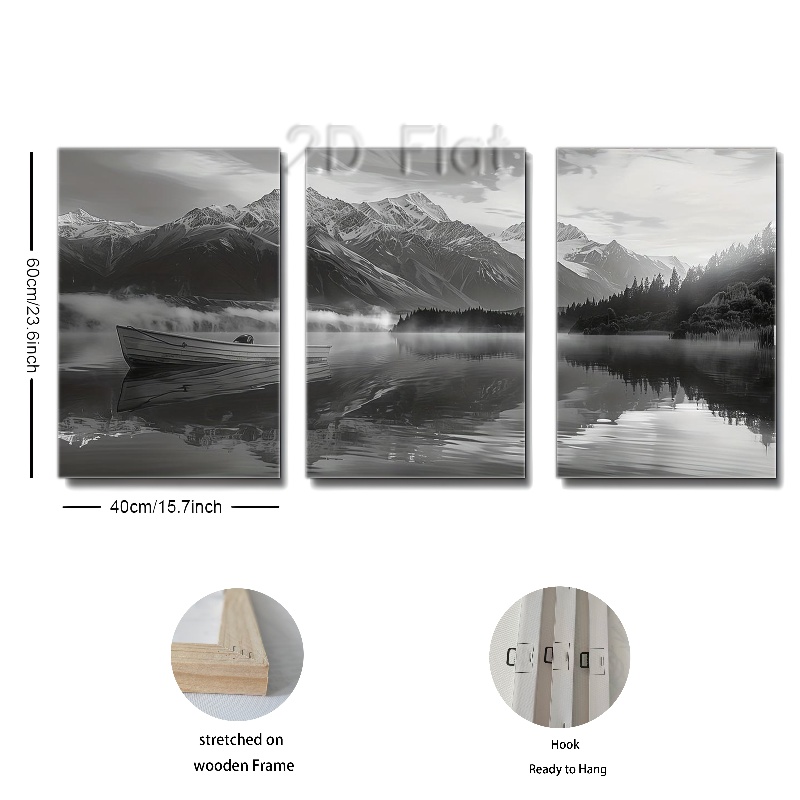 2D Flat
60cm/23.6inch
40cm/15.7inch
stretched on
wooden Frame
Hook
Ready to Hang